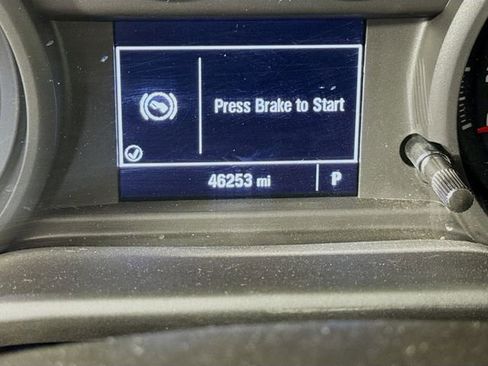 Press Brake to Start
46253 mi
P